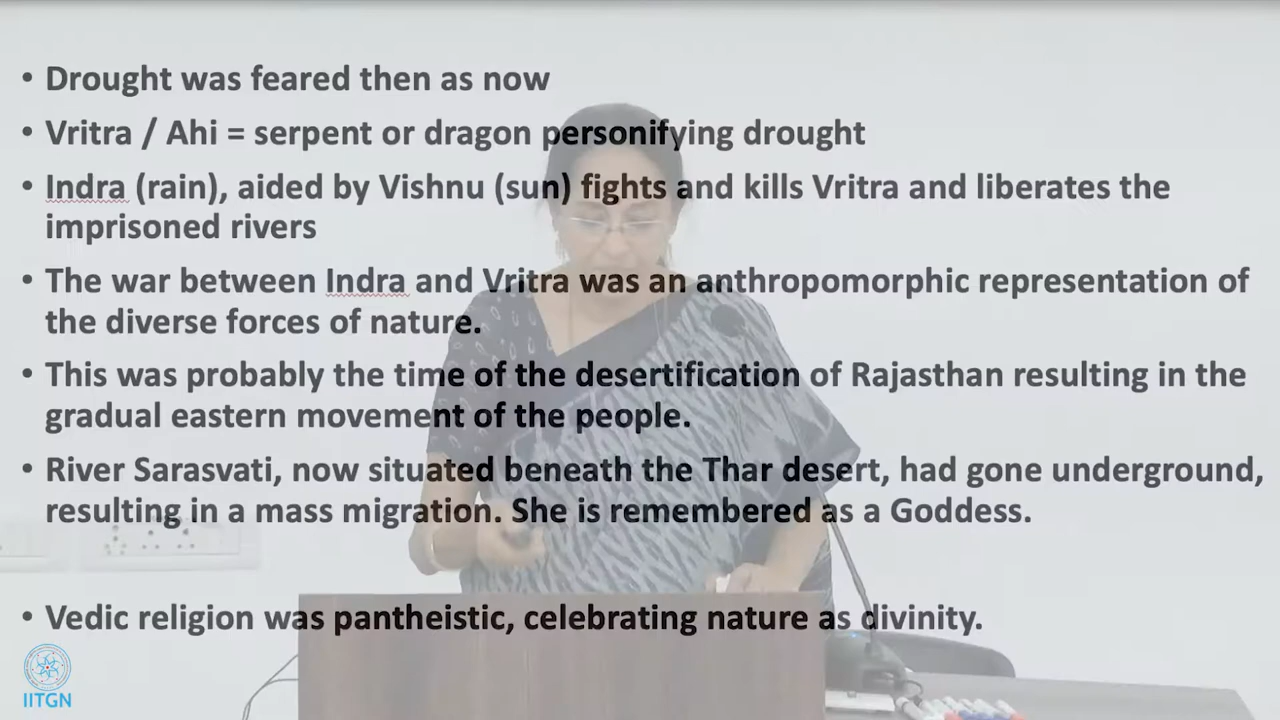 • Drought was feared then as now
• Vritra / Ahi = serpent or dragon personifying drought
• Indra (rain), aided by Vishnu (sun) fights and kills Vritra and liberates the
imprisoned rivers
• The war between Indra and Vritra was an anthropomorphic representation of
the diverse forces of nature.
• This was probably the time of the desertification of Rajasthan resulting in the
gradual eastern movement of the people.
• River Sarasvati, now situated beneath the Thar desert, had gone underground,
resulting in a mass migration. She is remembered as a Goddess.
• Vedic religion was pantheistic, celebrating nature as divinity.
IITGN